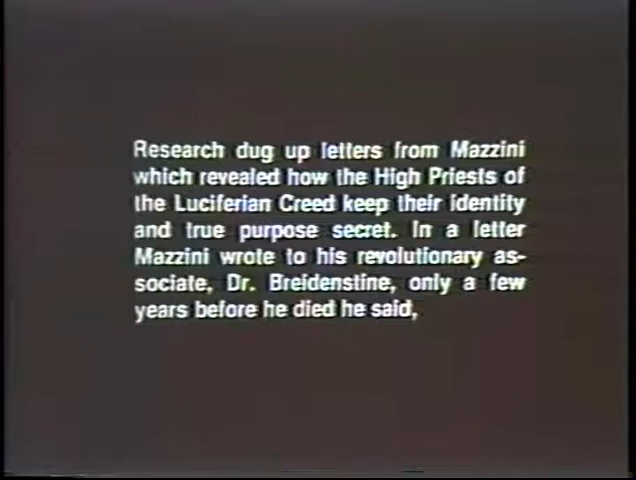 Research dug up letters from Mazzini
which revealed how the High Priests of
the Luciferian Creed keep their identity
and true purpose secret. In a letter
Mazzini wrote to his revolutionary as-
sociate, Dr. Breidenstine, only a few
years before he died he said,